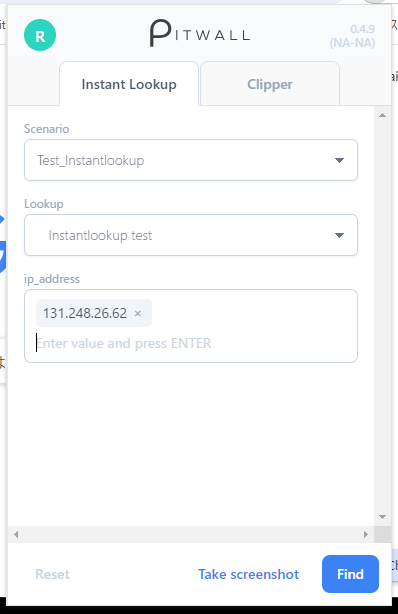 R
PITWALL
0.4.9
(NA-NA)
Instant Lookup
Clipper
Scenario
Test_Instantlookup
Lookup
Instantlookup test
ip_address
131.248.26.62 ×
Enter value and press ENTER
Reset
Take screenshot
Find